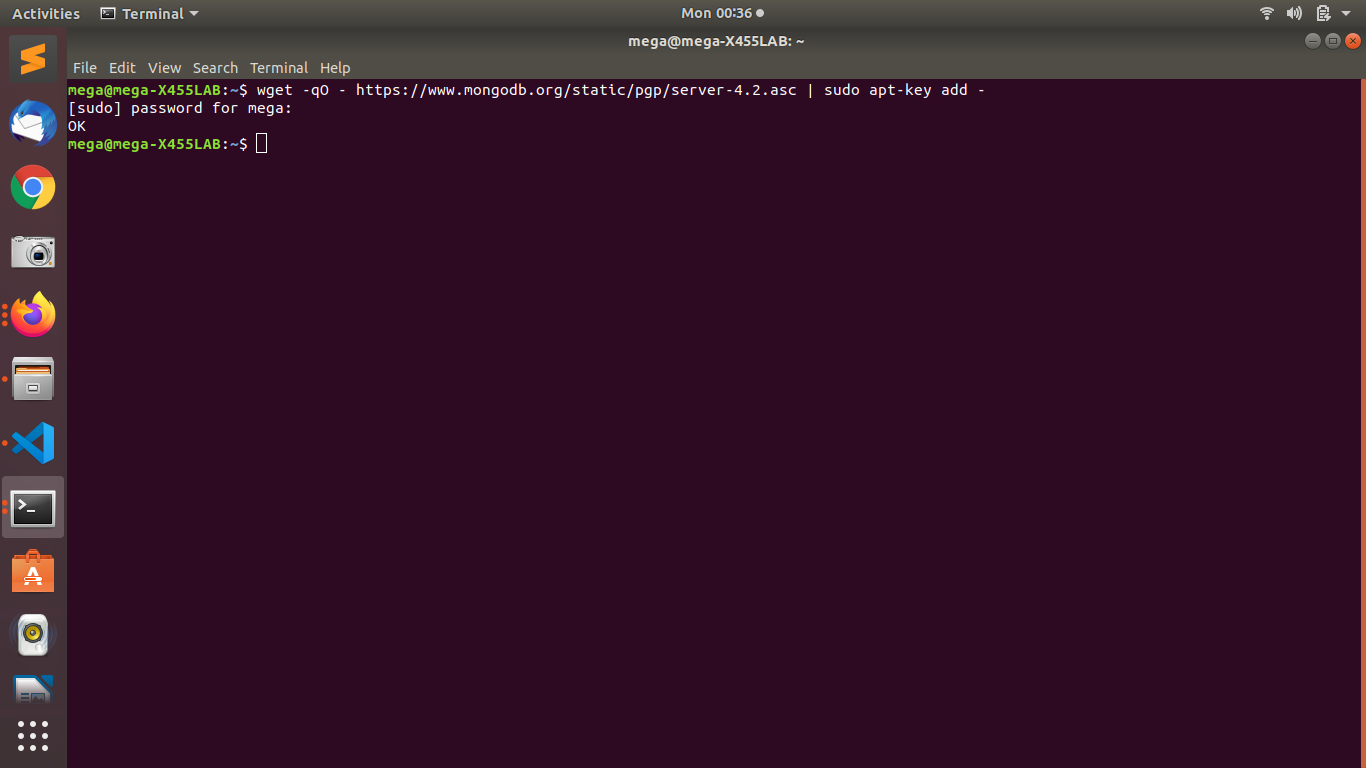 Activities Terminal Mon 00:36
mega@mega-X455LAB: ~
File Edit View Search Terminal Help
mega@mega-X455LAB:~$ wget -qO - https://www.mongodb.org/static/pgp/server-4.2.asc | sudo apt-key add -
[sudo] password for mega:
OK
mega@mega-X455LAB:~$